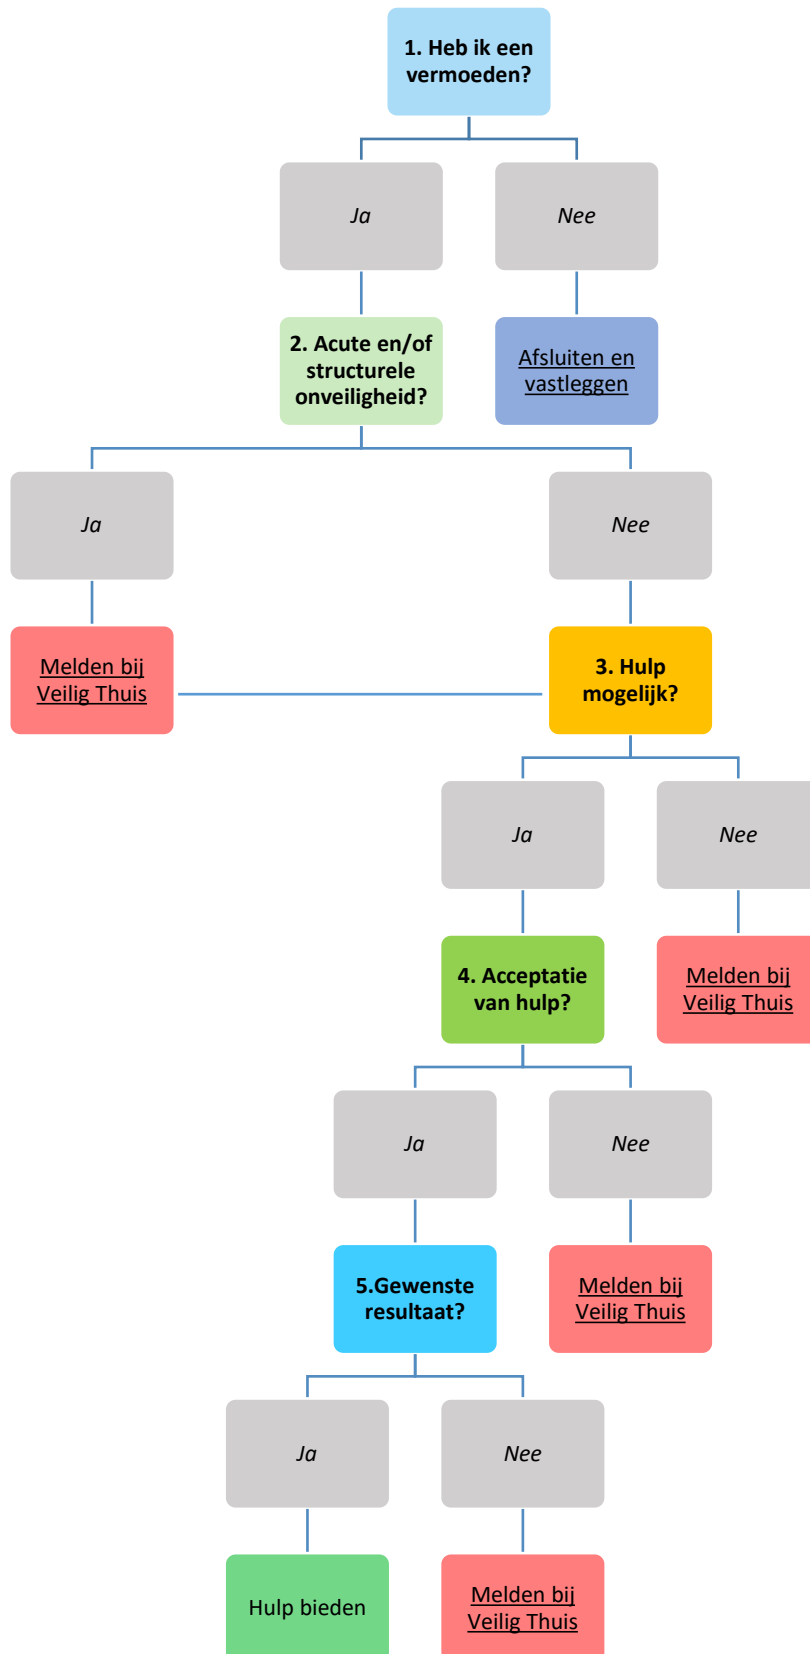 1. Heb ik een
vermoeden?
Ja
Nee
2. Acute en/of
structurele
onveiligheid?
Afsluiten en
vastleggen
Ja
Nee
Melden bij
Veilig Thuis
3. Hulp
mogelijk?
Ja
Nee
4. Acceptatie
van hulp?
Melden bij
Veilig Thuis
Ja
Nee
5.Gewenste
resultaat?
Melden bij
Veilig Thuis
Ja
Nee
Hulp bieden
Melden bij
Veilig Thuis